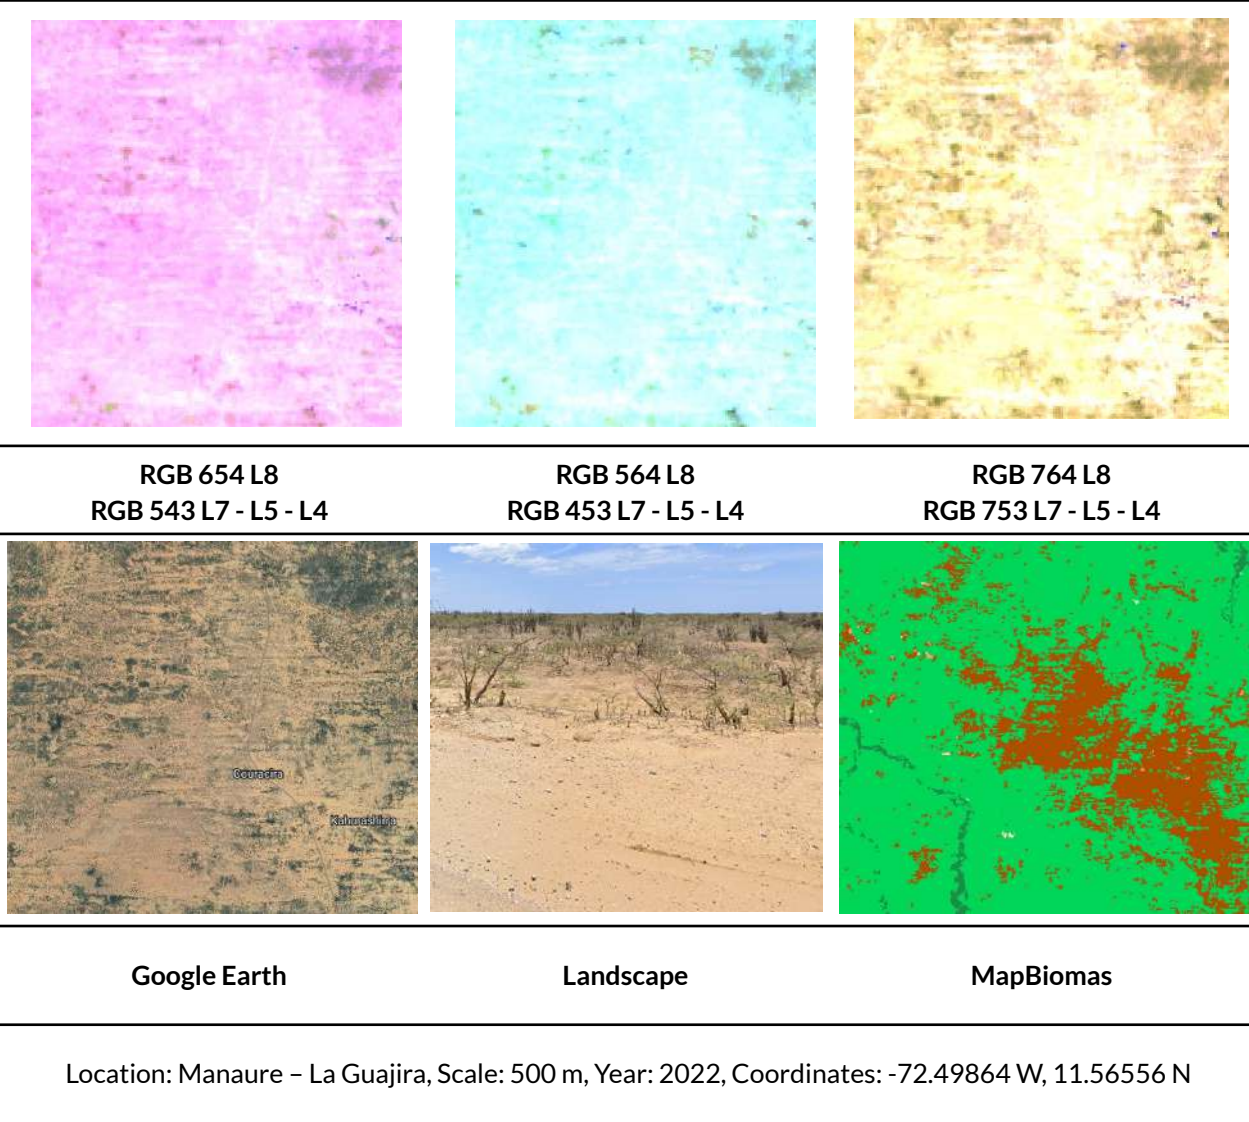 RGB 654 L8
RGB 543 L7 - L5 - L4
RGB 564 L8
RGB 453 L7 - L5 - L4
RGB 764 L8
RGB 753 L7 - L5 - L4
Google Earth
Landscape
MapBiomas
Location: Manaure – La Guajira, Scale: 500 m, Year: 2022, Coordinates: -72.49864 W, 11.56556 N